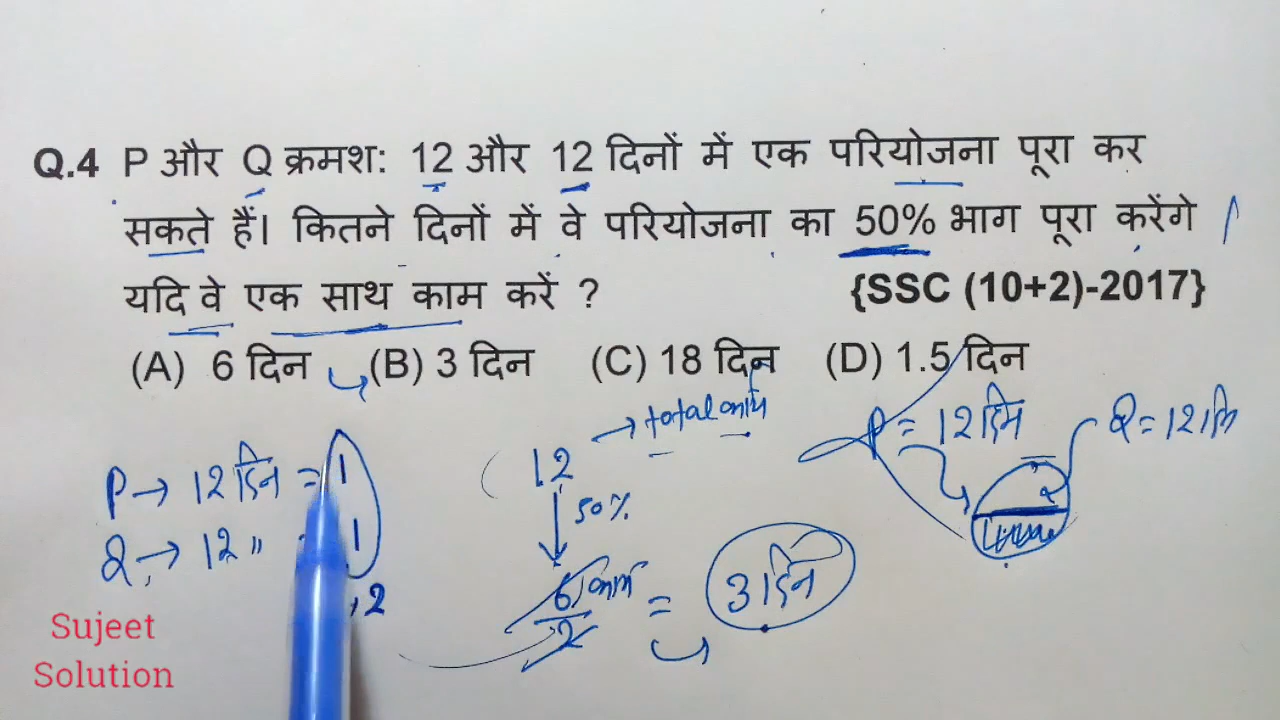 Q.4 P और Q क्रमश: 12 और 12 दिनों में एक परियोजना पूरा कर
सकते हैं। कितने दिनों में वे परियोजना का 50% भाग पूरा करेंगे
यदि वे एक साथ काम करें ? {SSC (10+2)-2017}
(A) 6 दिन (B) 3 दिन (C) 18 दिन (D) 1.5 दिन
→ total कार्य
P = 12 दिन
Q = 12 दि
P → 12 दिन = 1
12
Q → 12 " 1
50%
6 कार्य
2
= 3 दिन
2
Sujeet
Solution